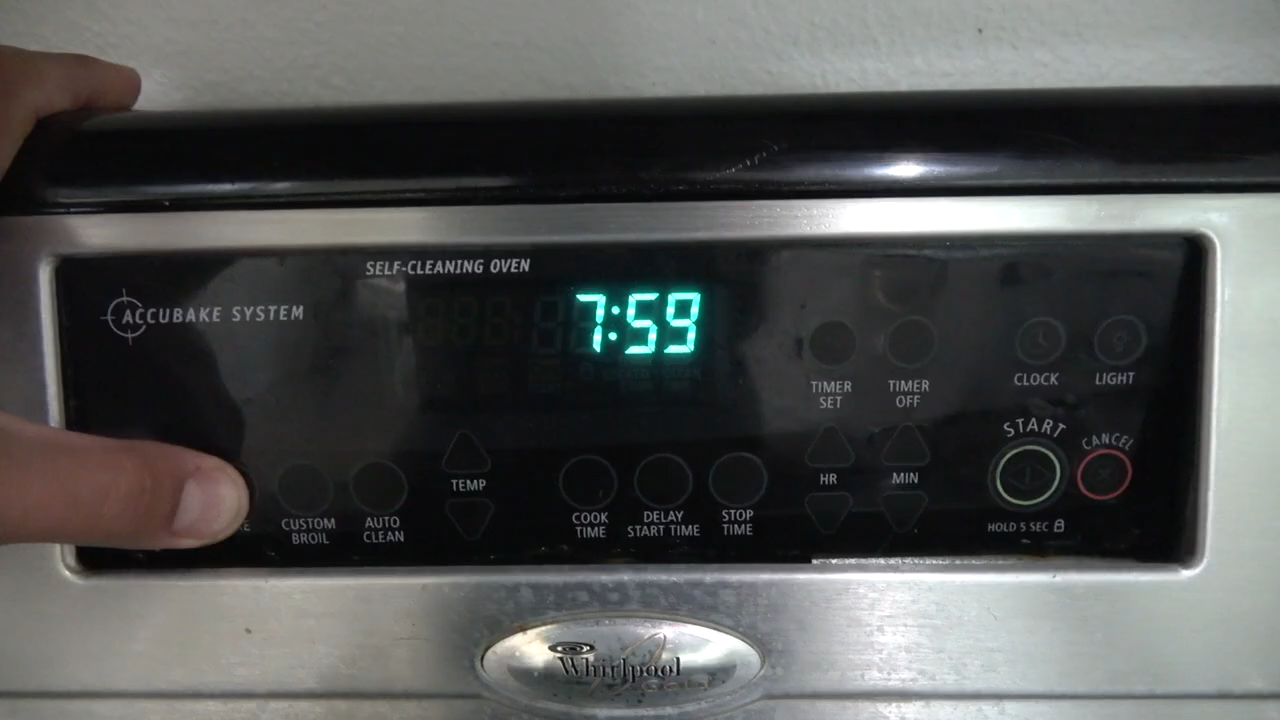 SELF-CLEANING OVEN
ACCUBAKE SYSTEM
7:59
TIMER
SET
TIMER
OFF
CLOCK
LIGHT
START
CANCEL
TEMP
HR
MIN
CUSTOM
BROIL
AUTO
CLEAN
COOK
TIME
DELAY
START TIME
STOP
TIME
HOLD 5 SEC
Whirlpool
GOLD